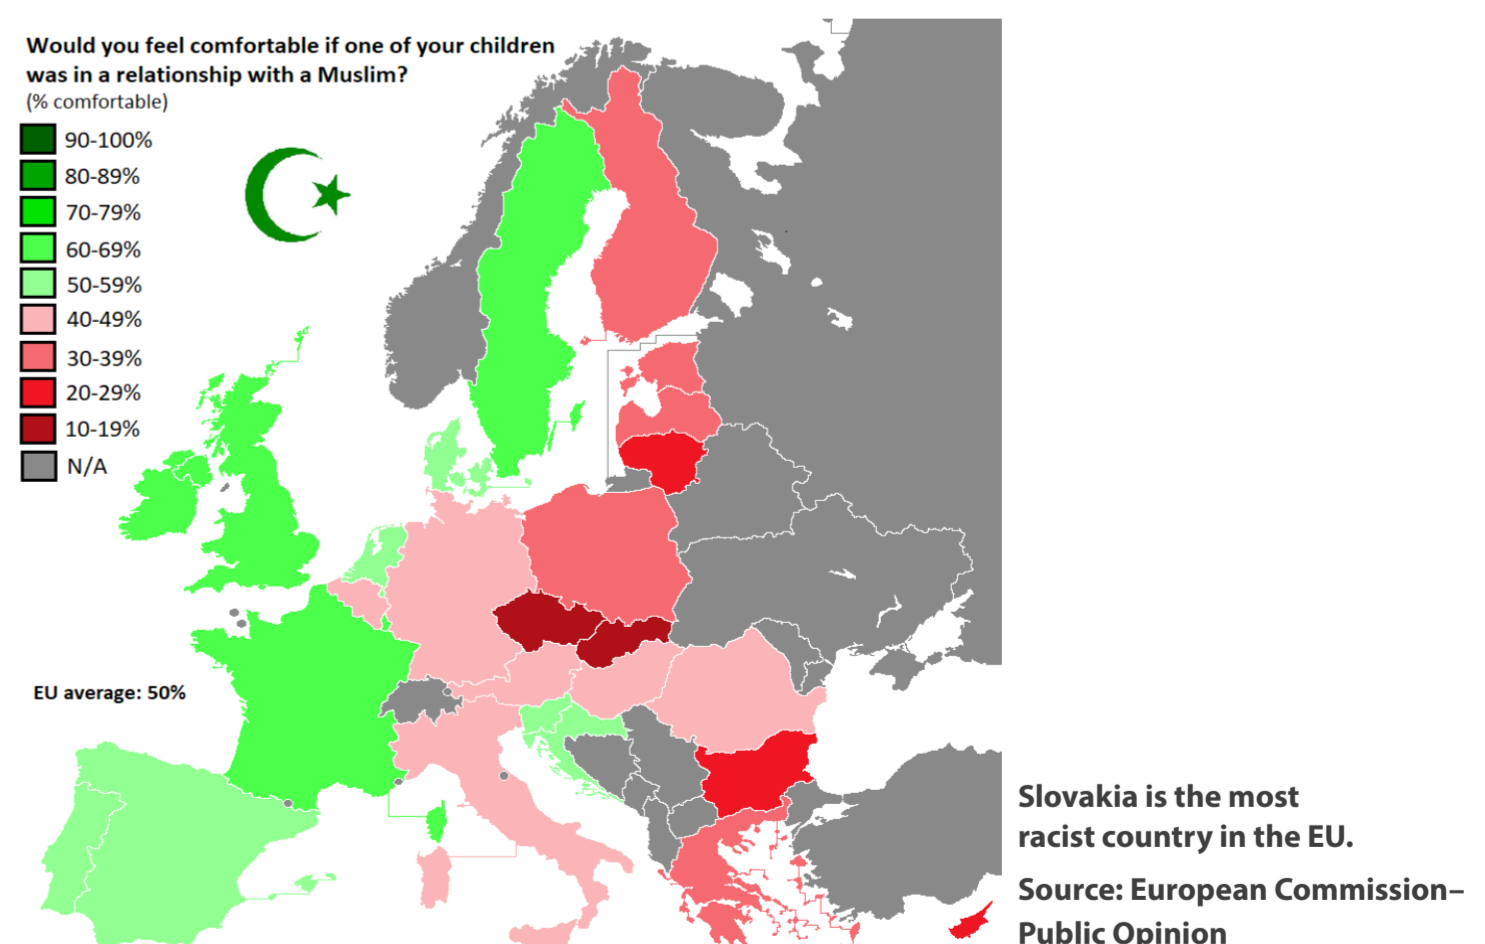 Would you feel comfortable if one of your children
was in a relationship with a Muslim?
(% comfortable)
90-100%
80-89%
70-79%
60-69%
50-59%
40-49%
30-39%
20-29%
10-19%
N/A
EU average: 50%
Slovakia is the most
racist country in the EU.
Source: European Commission–
Public Opinion